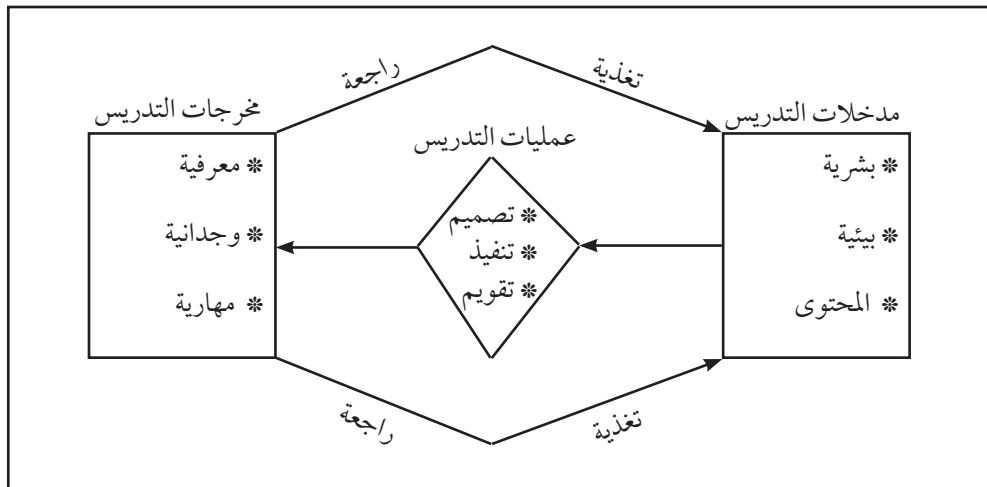 تغذية
راجعة
مدخلات التدريس
* بشرية
* بيئية
* المحتوى
عمليات التدريس
* تصميم
* تنفيذ
* تقويم
مخرجات التدريس
* معرفية
* وجدانية
* مهارية
تغذية
راجعة